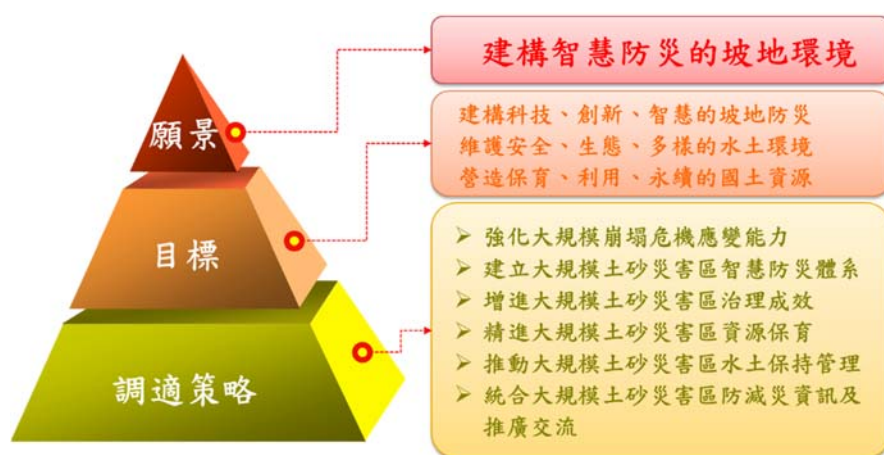 願景
建構智慧防災的坡地環境
目標
建構科技、創新、智慧的坡地防災
維護安全、生態、多樣的水土環境
營造保育、利用、永續的國土資源
調適策略
➢ 強化大規模崩塌危機應變能力
➢ 建立大規模土砂災害區智慧防災體系
➢ 增進大規模土砂災害區治理成效
➢ 精進大規模土砂災害區資源保育
➢ 推動大規模土砂災害區水土保持管理
➢ 統合大規模土砂災害區防減災資訊及
推廣交流